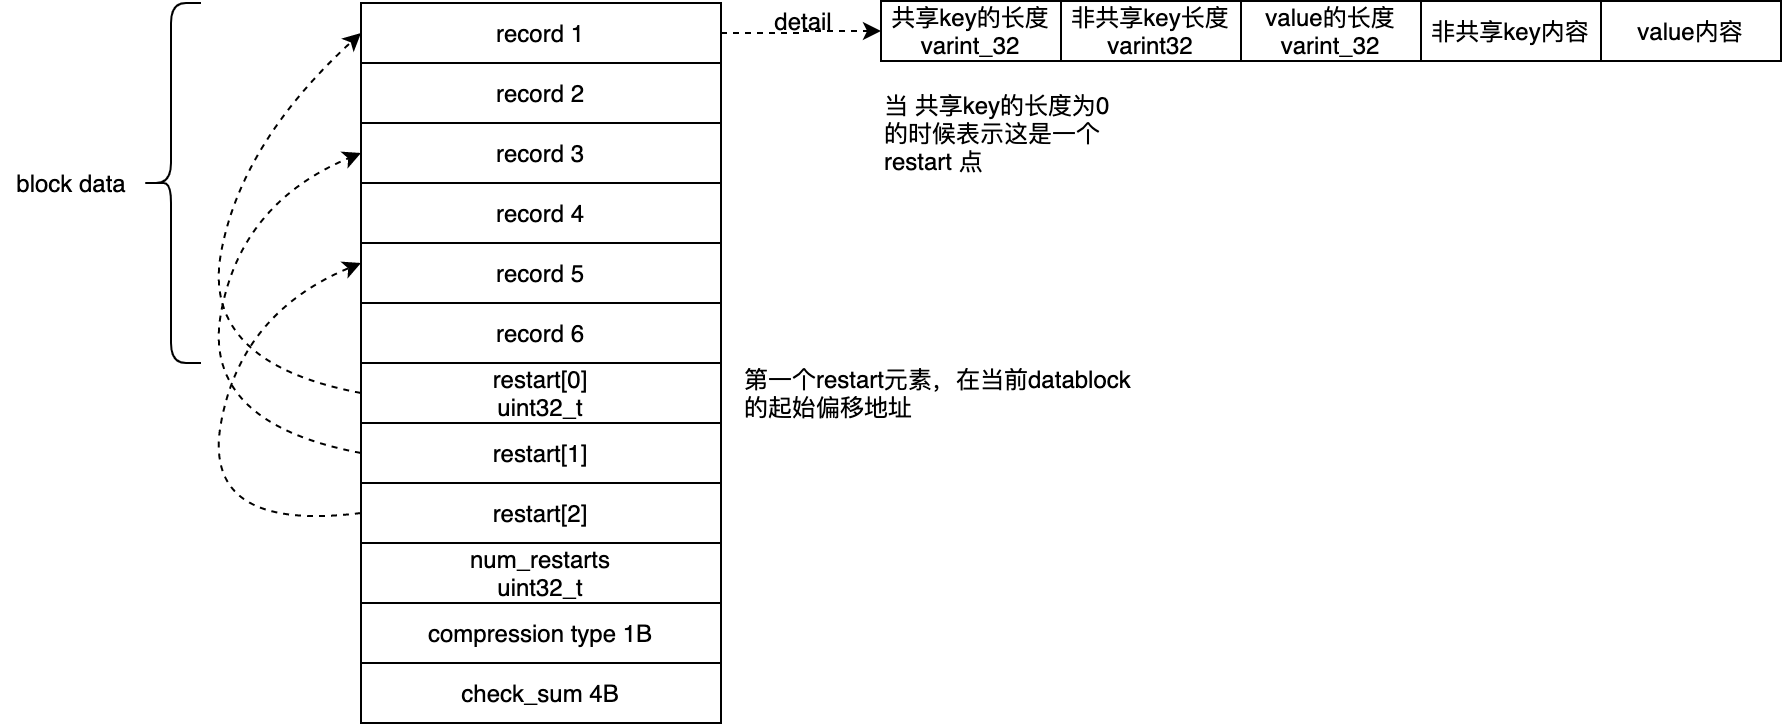 record 1
detail
共享key的长度
varint_32
非共享key长度
varint32
value的长度
varint_32
非共享key内容
value内容
record 2
当 共享key的长度为0
的时候表示这是一个
restart 点
record 3
block data
record 4
record 5
record 6
restart[0]
uint32_t
第一个restart元素，在当前datablock
的起始偏移地址
restart[1]
restart[2]
num_restarts
uint32_t
compression type 1B
check_sum 4B